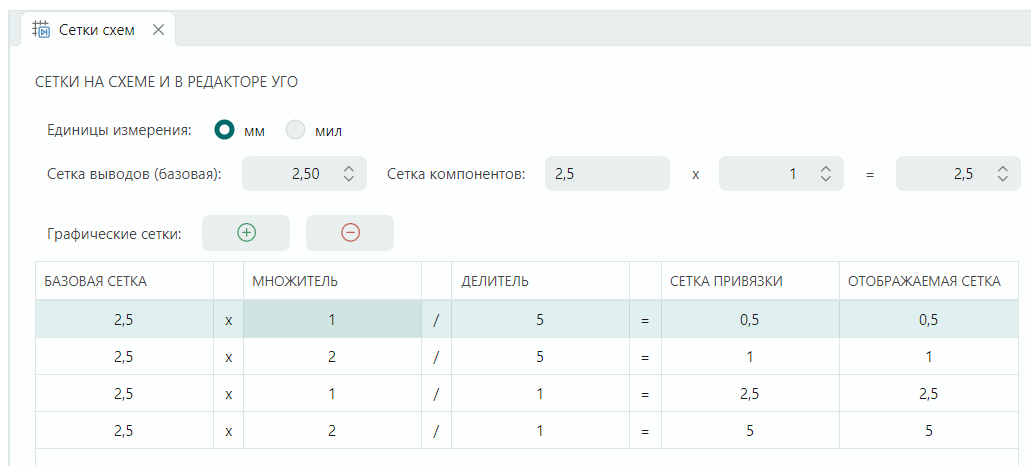 Сетки схем
СЕТКИ НА СХЕМЕ И В РЕДАКТОРЕ УГО
Единицы измерения: мм мил
Сетка выводов (базовая): 2,50 Сетка компонентов: 2,5 x 1 = 2,5
Графические сетки:
БАЗОВАЯ СЕТКА МНОЖИТЕЛЬ ДЕЛИТЕЛЬ СЕТКА ПРИВЯЗКИ ОТОБРАЖАЕМАЯ СЕТКА
2,5 x 1 / 5 = 0,5 0,5
2,5 x 2 / 5 = 1 1
2,5 x 1 / 1 = 2,5 2,5
2,5 x 2 / 1 = 5 5